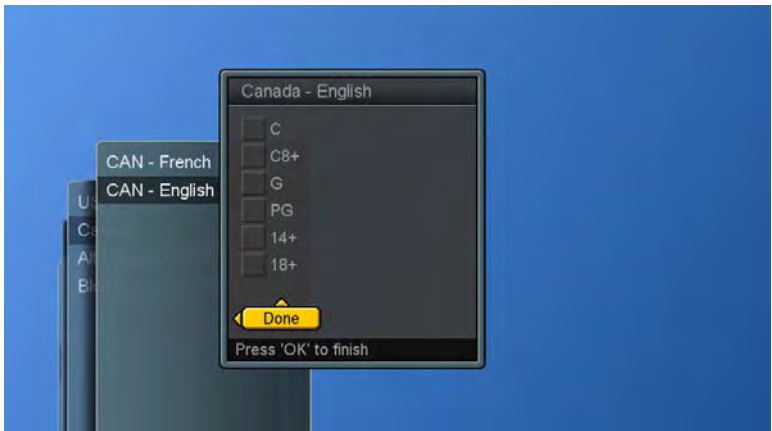 Canada - English
C
C8+
G
PG
14+
18+
Done
Press 'OK' to finish
CAN - French
CAN - English